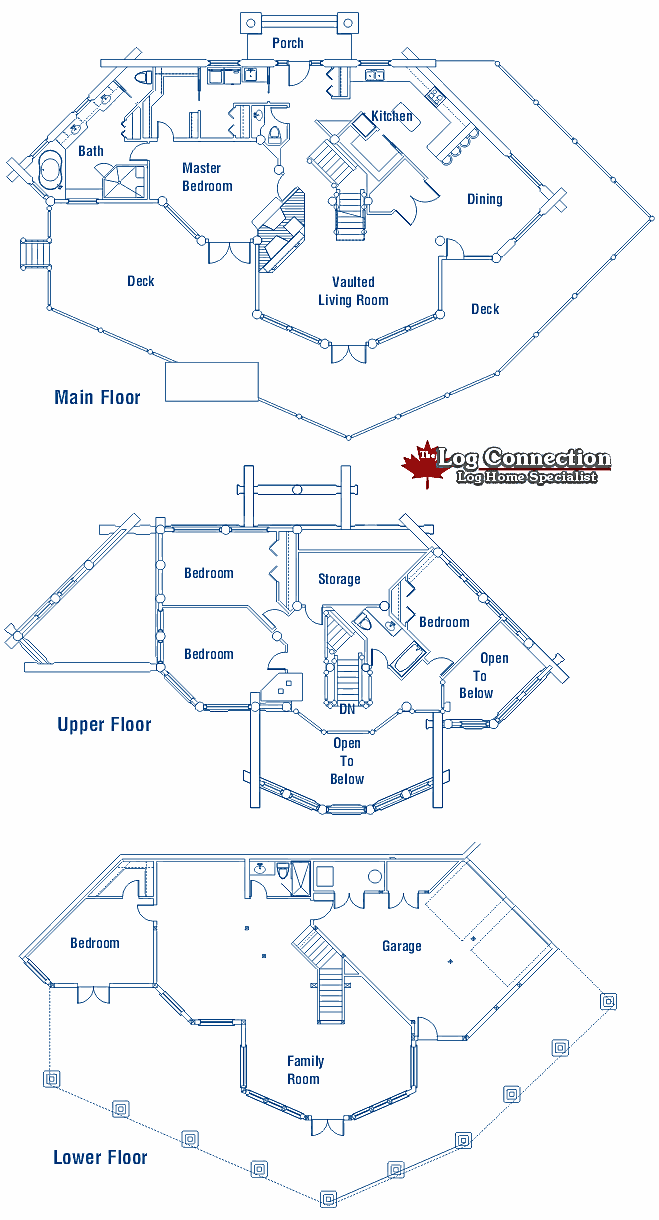 Porch
Kitchen
Bath
Master
Bedroom
Dining
Deck
Vaulted
Living Room
Deck
Main Floor
The Log Connection
Log Home Specialist
Bedroom
Storage
Bedroom
Bedroom
Open
To
Below
DN
Upper Floor
Open
To
Below
Bedroom
Garage
Family
Room
Lower Floor